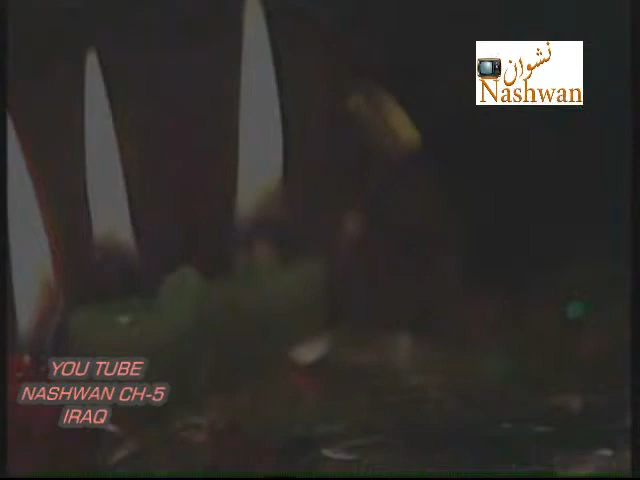 نشوان
Nashwan
YOU TUBE
NASHWAN CH-5
IRAQ